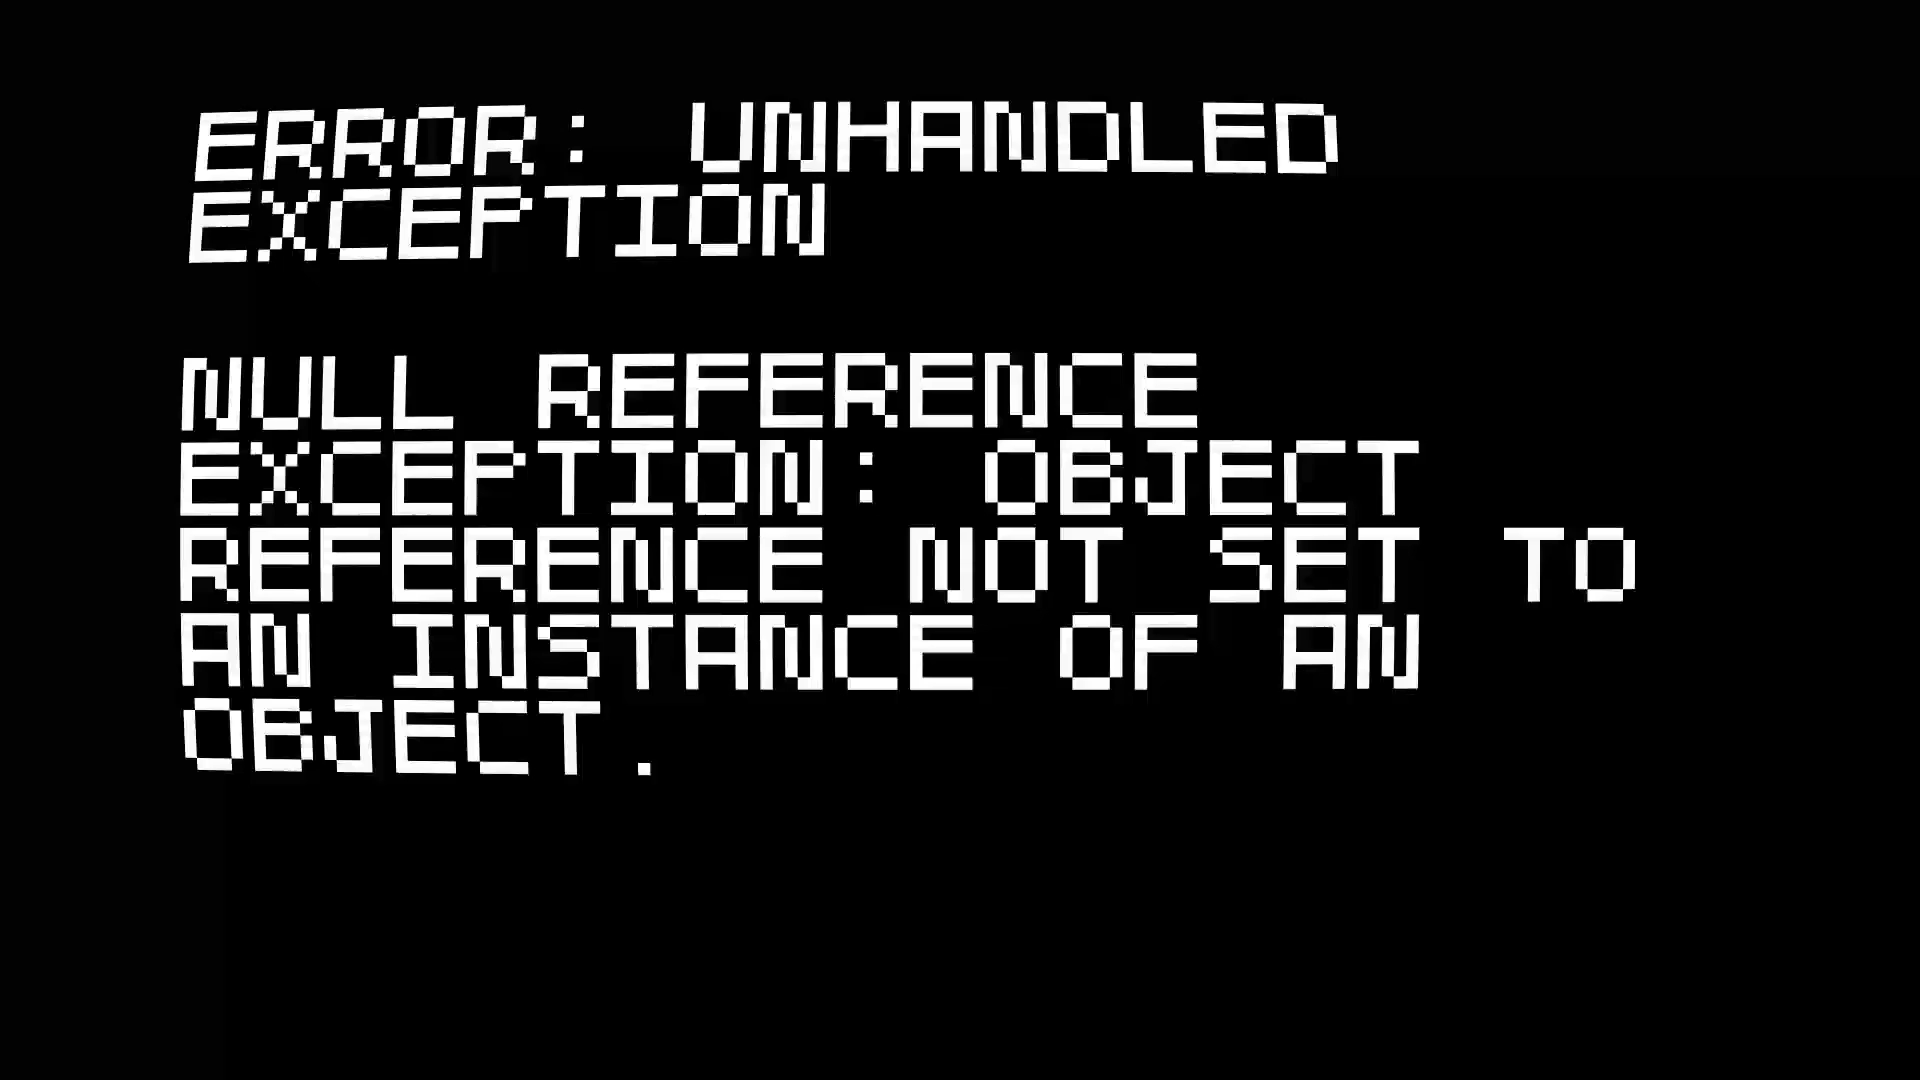 ERROR: UNHANDLED
EXCEPTION
NULL REFERENCE
EXCEPTION: OBJECT
REFERENCE NOT SET TO
AN INSTANCE OF AN
OBJECT.